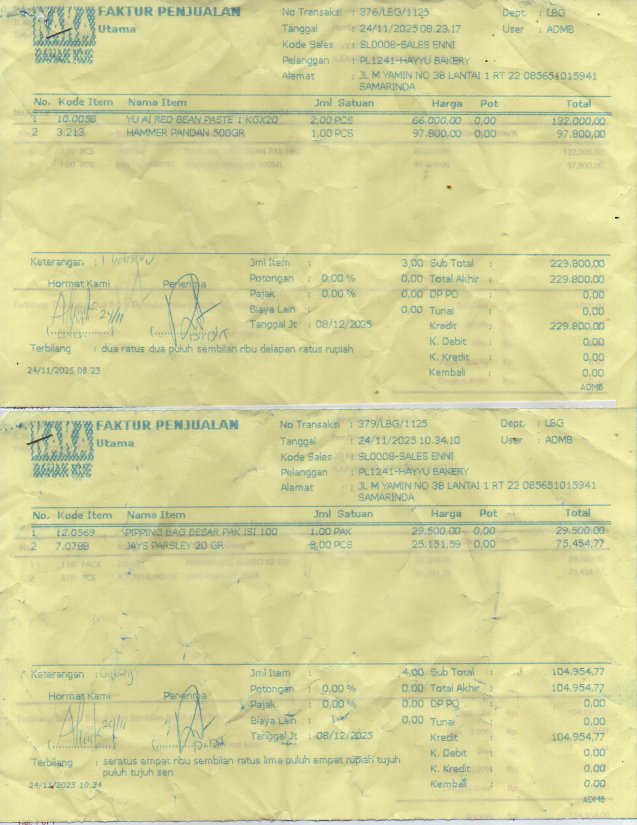 FAKTUR PENJUALAN
Utama
No Transaksi : 376/LBG/1125 Dept. : LBG
Tanggal : 24/11/2025 08.23.17 User : ADMB
Kode Sales : SL0008-SALES ENNI
Pelanggan : PL1241-HAYYU BAKERY
Alamat : JL M YAMIN NO 38 LANTAI 1 RT 22 085651015941
SAMARINDA
No. Kode Item Nama Item Jml Satuan Harga Pot Total
1 10.0058 YU AI RED BEAN PASTE 1 KGX20 2,00 PCS 66.000,00 0,00 132.000,00
2 3.213 HAMMER PANDAN 500GR 1,00 PCS 97.800,00 0,00 97.800,00
Keterangan :
Jml Item : 3,00 Sub Total : 229.800,00
Hormat Kami Penerima Potongan : 0,00 % 0,00 Total Akhir : 229.800,00
Pajak : 0,00 % 0,00 DP PO : 0,00
Biaya Lain : 0,00 Tunai : 0,00
24/11
Tanggal Jt : 08/12/2025 Kredit : 229.800,00
K. Debit : 0,00
Terbilang : dua ratus dua puluh sembilan ribu delapan ratus rupiah
K. Kredit : 0,00
Kembali : 0,00
24/11/2025 08.23
ADMB
FAKTUR PENJUALAN
Utama
No Transaksi : 379/LBG/1125 Dept. : LBG
Tanggal : 24/11/2025 10.34.10 User : ADMB
Kode Sales : SL0008-SALES ENNI
Pelanggan : PL1241-HAYYU BAKERY
Alamat : JL M YAMIN NO 38 LANTAI 1 RT 22 085651015941
SAMARINDA
No. Kode Item Nama Item Jml Satuan Harga Pot Total
1 12.0569 PIPPING BAG BESAR PAK ISI 100 1,00 PAK 29.500,00 0,00 29.500,00
2 7.0788 JAYS PARSLEY 20 GR 3,00 PCS 25.151,59 0,00 75.454,77
Keterangan :
Jml Item : 4,00 Sub Total : 104.954,77
Hormat Kami Penerima Potongan : 0,00 % 0,00 Total Akhir : 104.954,77
Pajak : 0,00 % 0,00 DP PO : 0,00
Biaya Lain : 0,00 Tunai : 0,00
24/11
Tanggal Jt : 08/12/2025 Kredit : 104.954,77
K. Debit : 0,00
Terbilang : seratus empat ribu sembilan ratus lima puluh empat rupiah tujuh
puluh tujuh sen
K. Kredit : 0,00
Kembali : 0,00
24/11/2025 10.34
ADMB